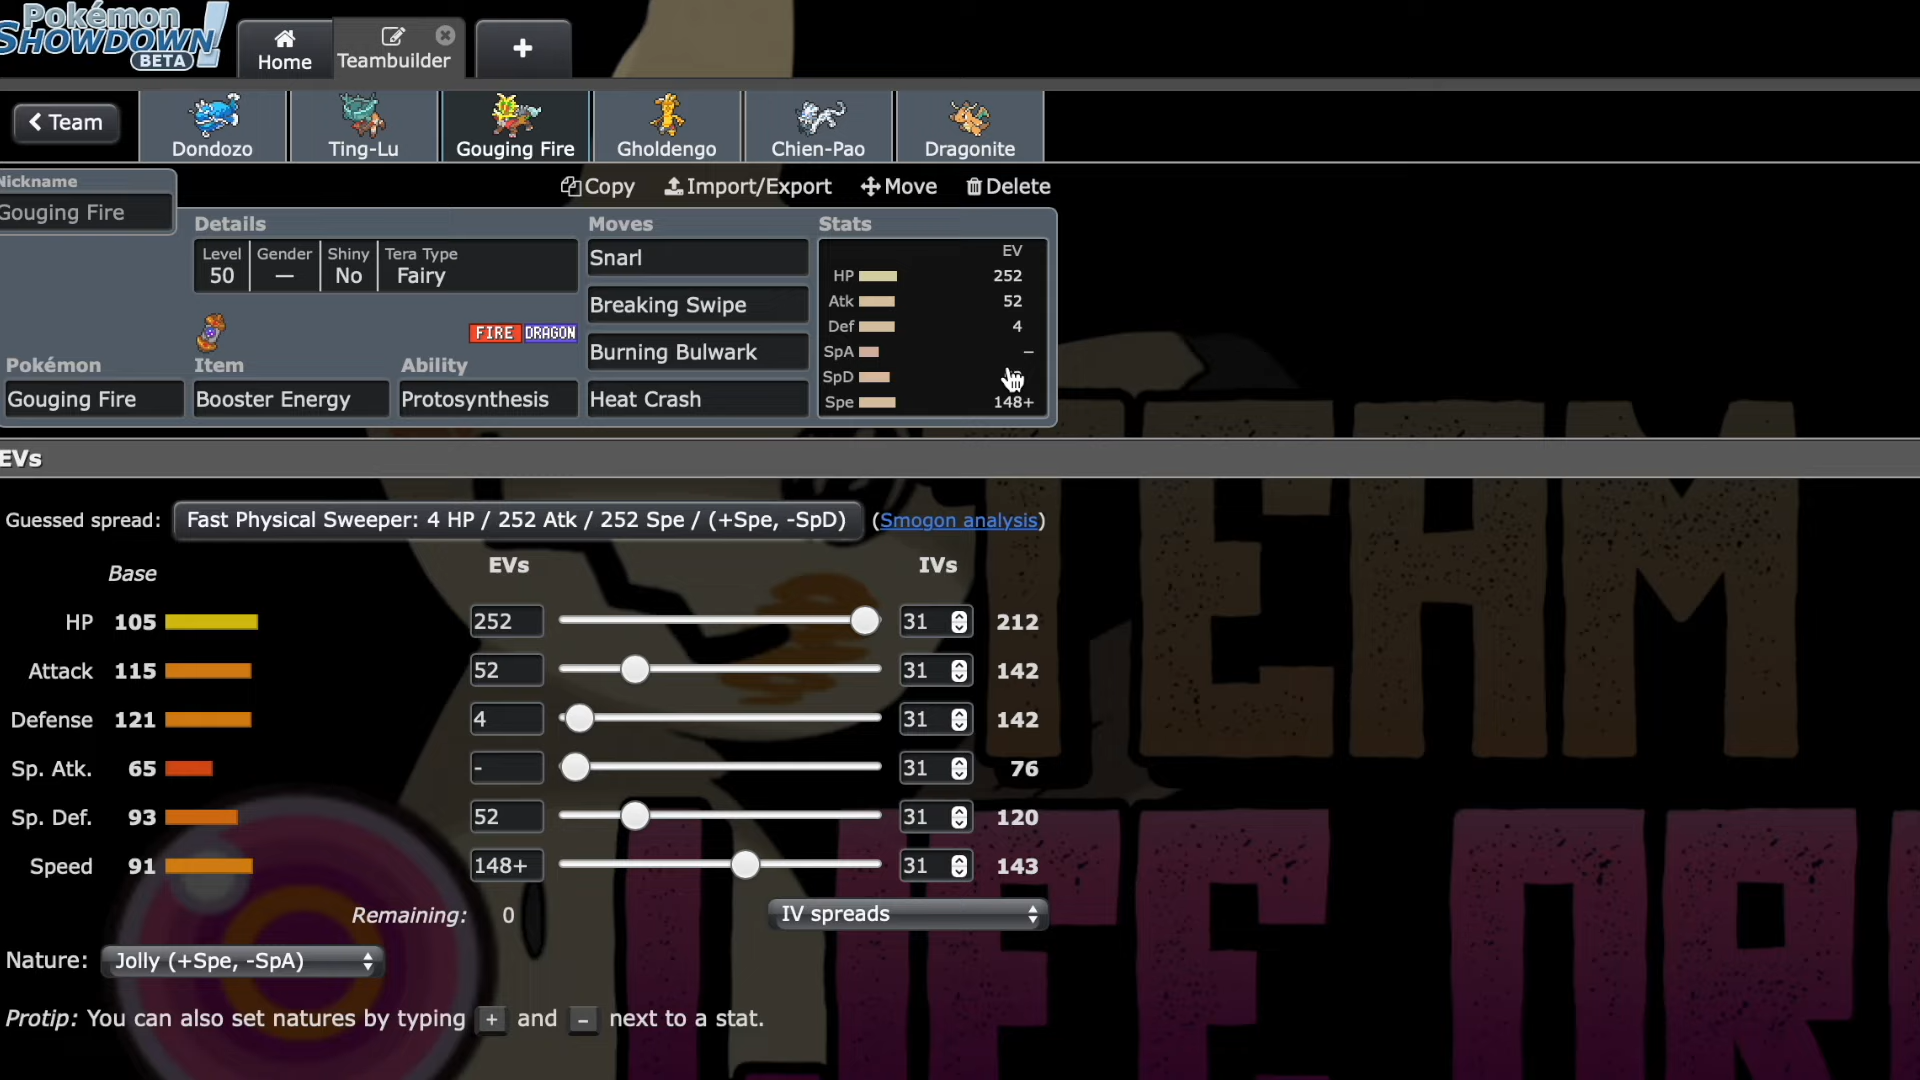 Pokémon
SHOWDOWN!
BETA
Home
Teambuilder
+
< Team
Dondozo
Ting-Lu
Gouging Fire
Gholdengo
Chien-Pao
Dragonite
Copy Import/Export Move Delete
Nickname
Gouging Fire
Details
Level Gender Shiny Tera Type
50 — No Fairy
FIRE DRAGON
Pokémon Item Ability
Gouging Fire Booster Energy Protosynthesis
Moves
Snarl
Breaking Swipe
Burning Bulwark
Heat Crash
Stats
EV
HP 252
Atk 52
Def 4
SpA –
SpD
Spe 148+
EVs
Guessed spread: Fast Physical Sweeper: 4 HP / 252 Atk / 252 Spe / (+Spe, -SpD) (Smogon analysis)
Base EVs IVs
HP 105 252 31 212
Attack 115 52 31 142
Defense 121 4 31 142
Sp. Atk. 65 - 31 76
Sp. Def. 93 52 31 120
Speed 91 148+ 31 143
Remaining: 0 IV spreads
Nature: Jolly (+Spe, -SpA)
Protip: You can also set natures by typing + and - next to a stat.
TEAM